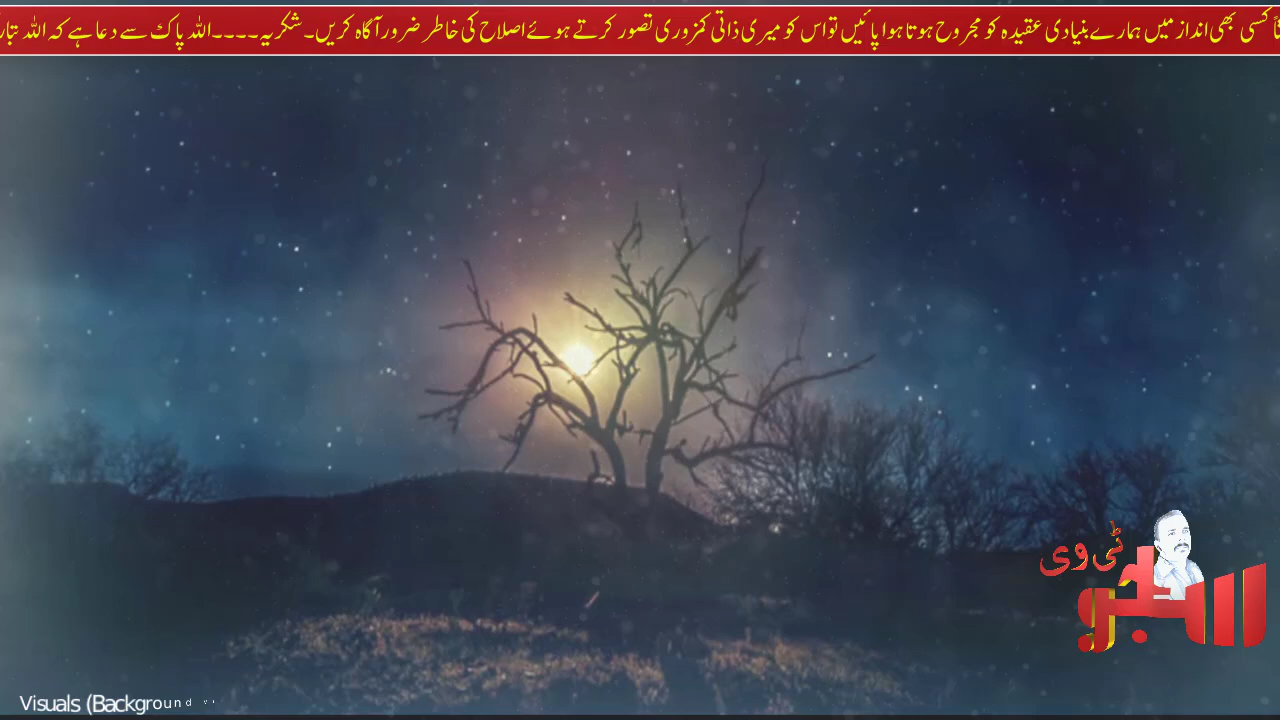 کسی بھی انداز میں ہمارے بنیادی عقیدہ کو مجروح ہوتا ہوا پائیں تو اس کو میری ذاتی کمزوری تصور کرتے ہوئے اصلاح کی خاطر ضرور آگاہ کریں۔ شکریہ۔۔۔۔اللہ پاک سے دعا ہے کہ اللہ
ٹی وی
Visuals (Background